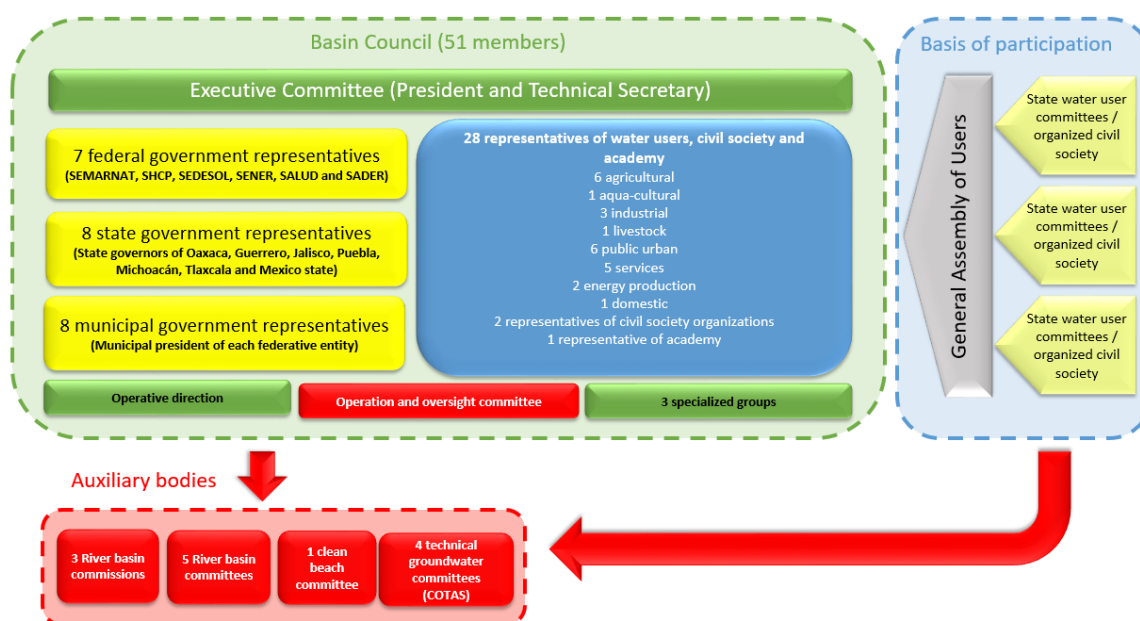 Basin Council (51 members)
Executive Committee (President and Technical Secretary)
7 federal government representatives
(SEMARNAT, SHCP, SEDESOL, SENER, SALUD and SADER)
8 state government representatives
(State governors of Oaxaca, Guerrero, Jalisco, Puebla,
Michoacán, Tlaxcala and Mexico state)
8 municipal government representatives
(Municipal president of each federative entity)
28 representatives of water users, civil society and
academy
6 agricultural
1 aqua-cultural
3 industrial
1 livestock
6 public urban
5 services
2 energy production
1 domestic
2 representatives of civil society organizations
1 representative of academy
Operative direction
Operation and oversight committee
3 specialized groups
Basis of participation
General Assembly of Users
State water user
committees /
organized civil
society
State water user
committees /
organized civil
society
State water user
committees /
organized civil
society
Auxiliary bodies
3 River basin
commissions
5 River basin
committees
1 clean
beach
committee
4 technical
groundwater
committees
(COTAS)